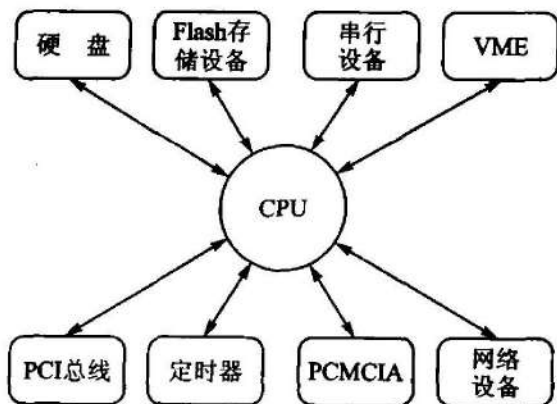 硬 盘
Flash存
储设备
串行
设备
VME
CPU
PCI总线
定时器
PCMCIA
网络
设备